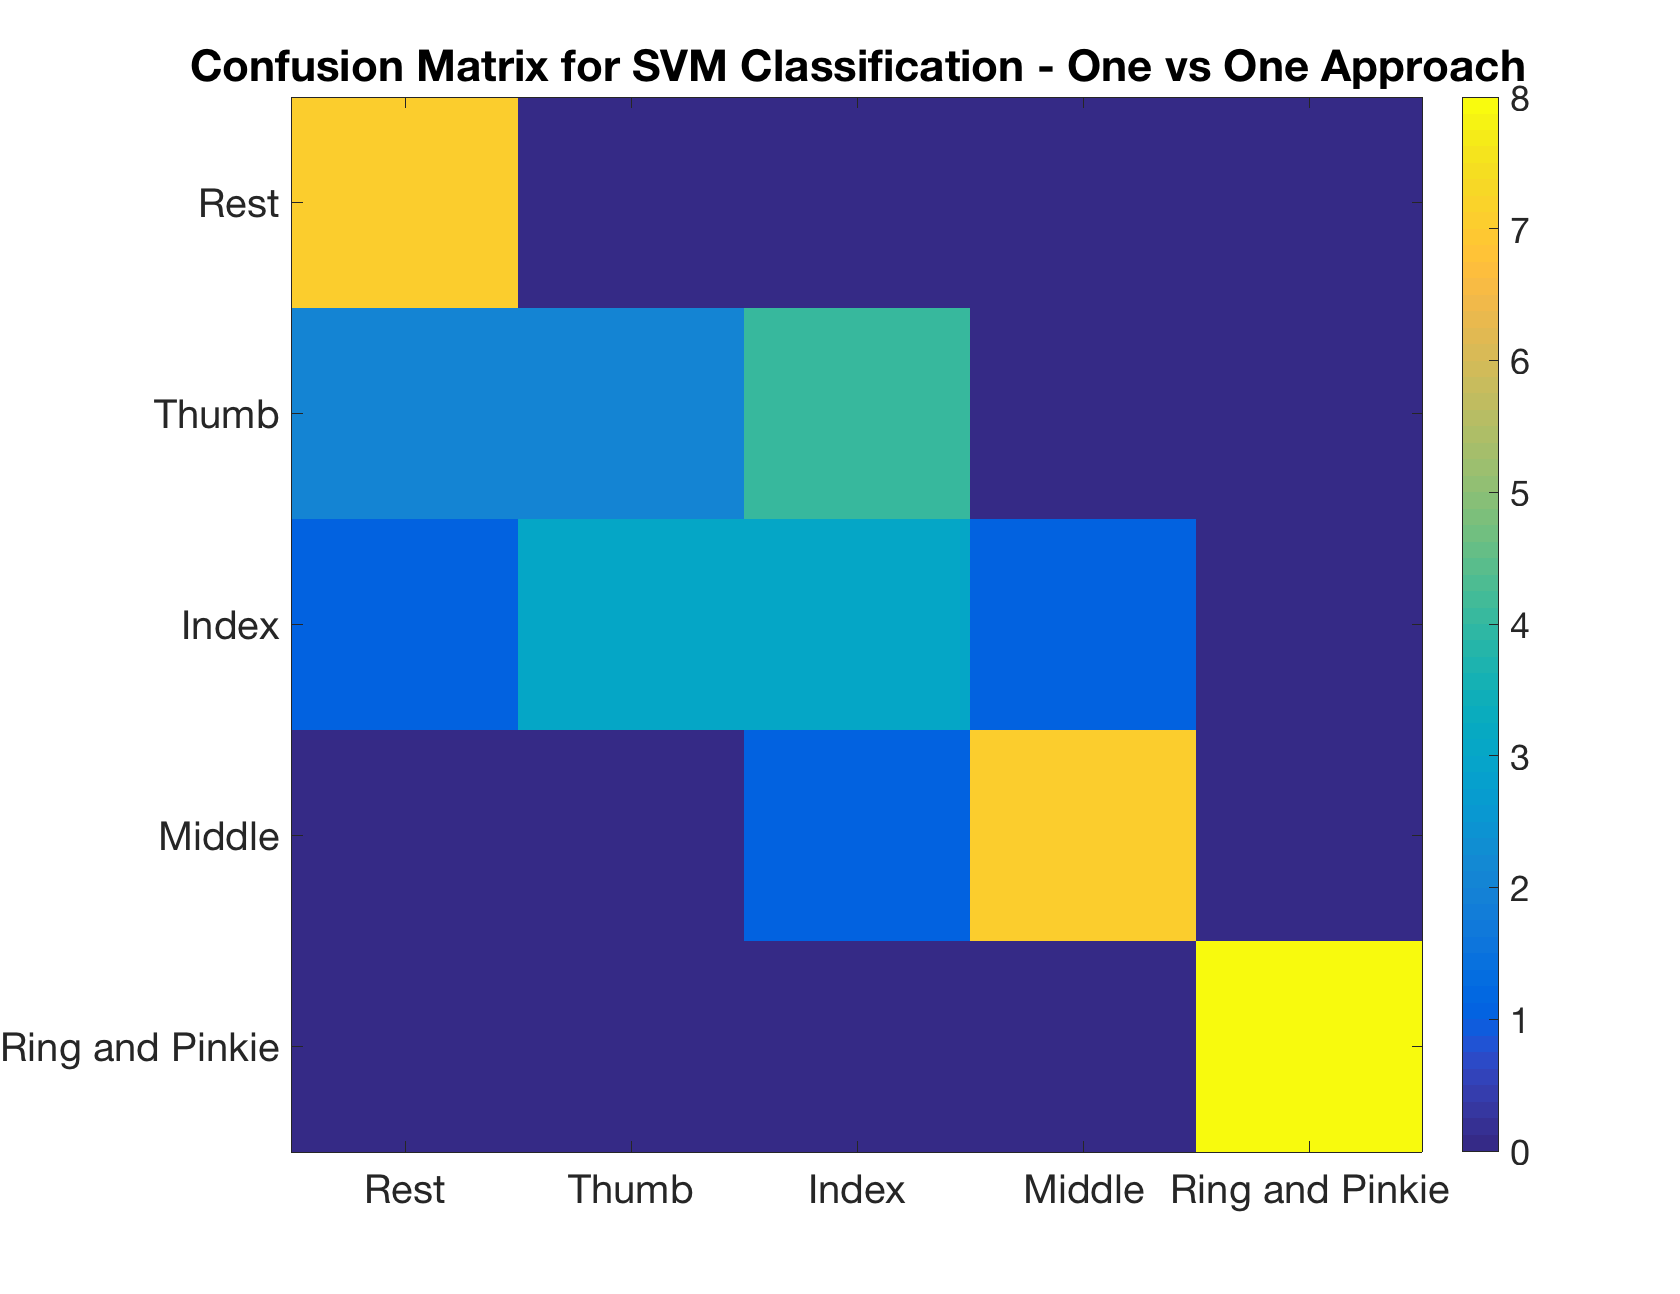 Confusion Matrix for SVM Classification - One vs One Approach
8
Rest
7
6
Thumb
5
Index
4
3
Middle
2
1
Ring and Pinkie
0
Rest Thumb Index Middle Ring and Pinkie